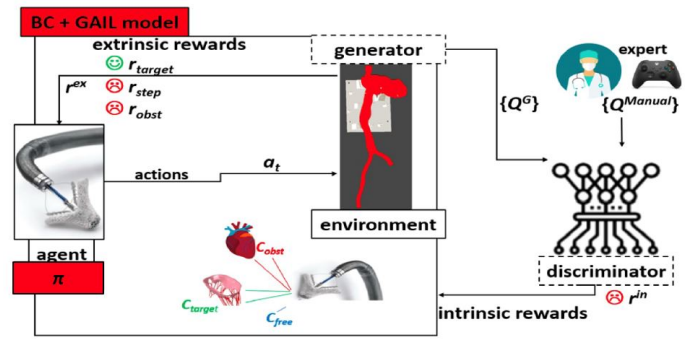 BC + GAIL model
extrinsic rewards
r_target
r^ex
r_step
r_obst
generator
expert
{Q^G}
{Q^Manual}
actions
a_t
environment
agent
π
C_obst
C_target
C_free
discriminator
r^in
intrinsic rewards